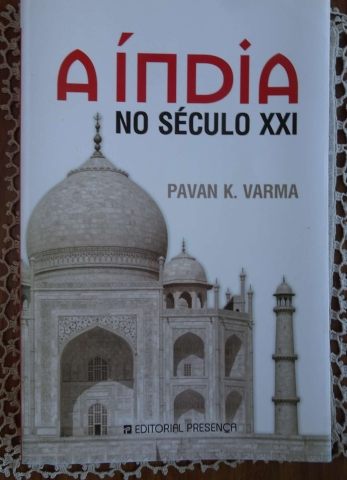 A ÍNDIA
NO SÉCULO XXI
PAVAN K. VARMA
EDITORIAL PRESENÇA